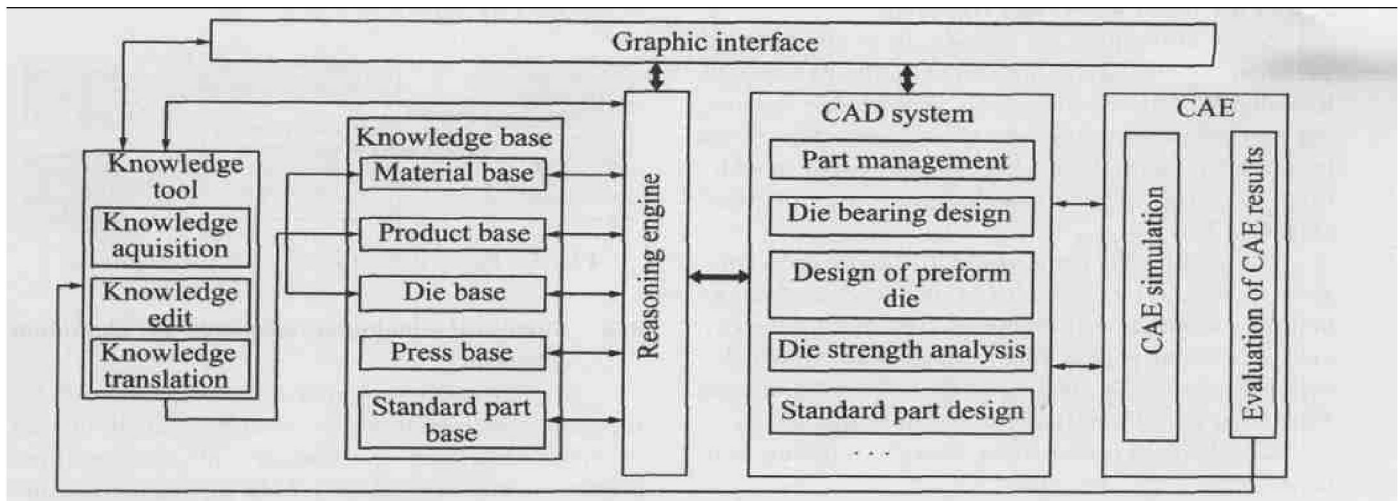 Graphic interface
Knowledge
tool
Knowledge
aquisition
Knowledge
edit
Knowledge
translation
Knowledge base
Material base
Product base
Die base
Press base
Standard part
base
Reasoning engine
CAD system
Part management
Die bearing design
Design of preform
die
Die strength analysis
Standard part design
. . .
CAE
CAE simulation
Evaluation of CAE results